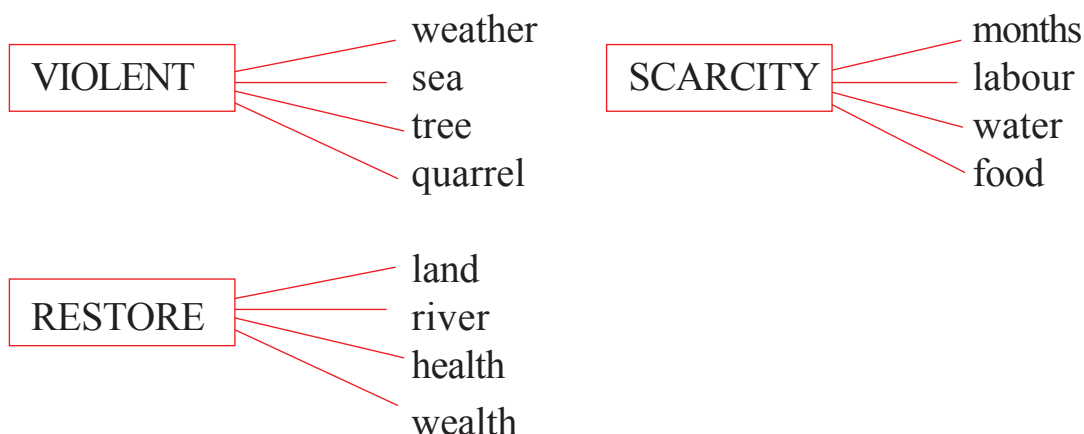 VIOLENT
weather
sea
tree
quarrel
SCARCITY
months
labour
water
food
RESTORE
land
river
health
wealth